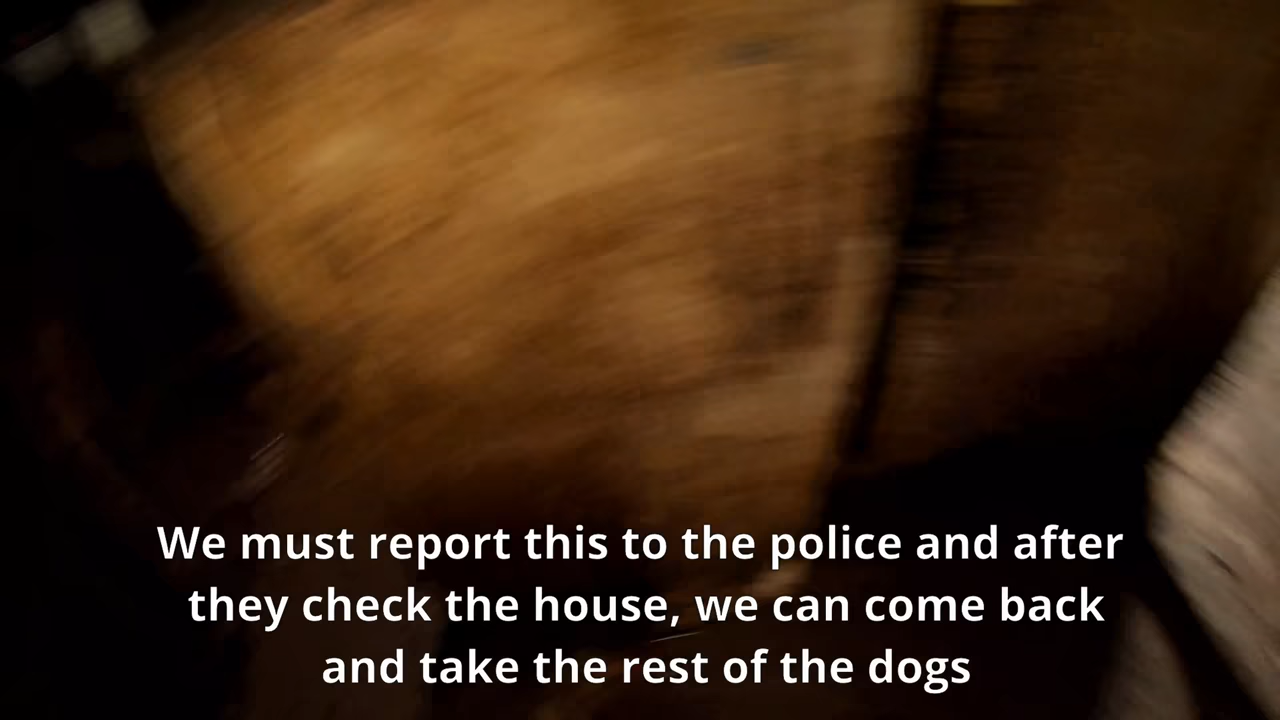 We must report this to the police and after
they check the house, we can come back
and take the rest of the dogs